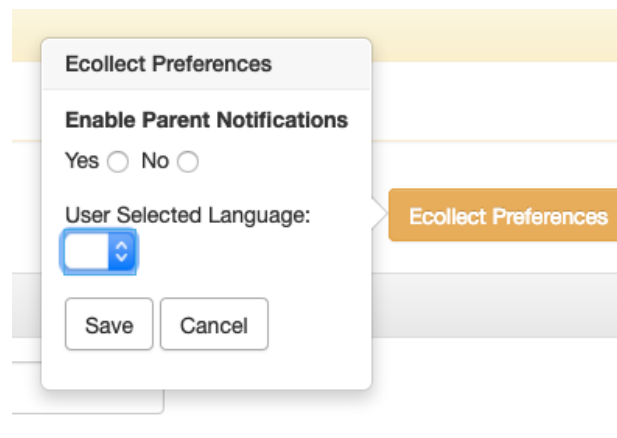 Ecollect Preferences
Enable Parent Notifications
Yes No
User Selected Language:
Ecollect Preferences
Save Cancel